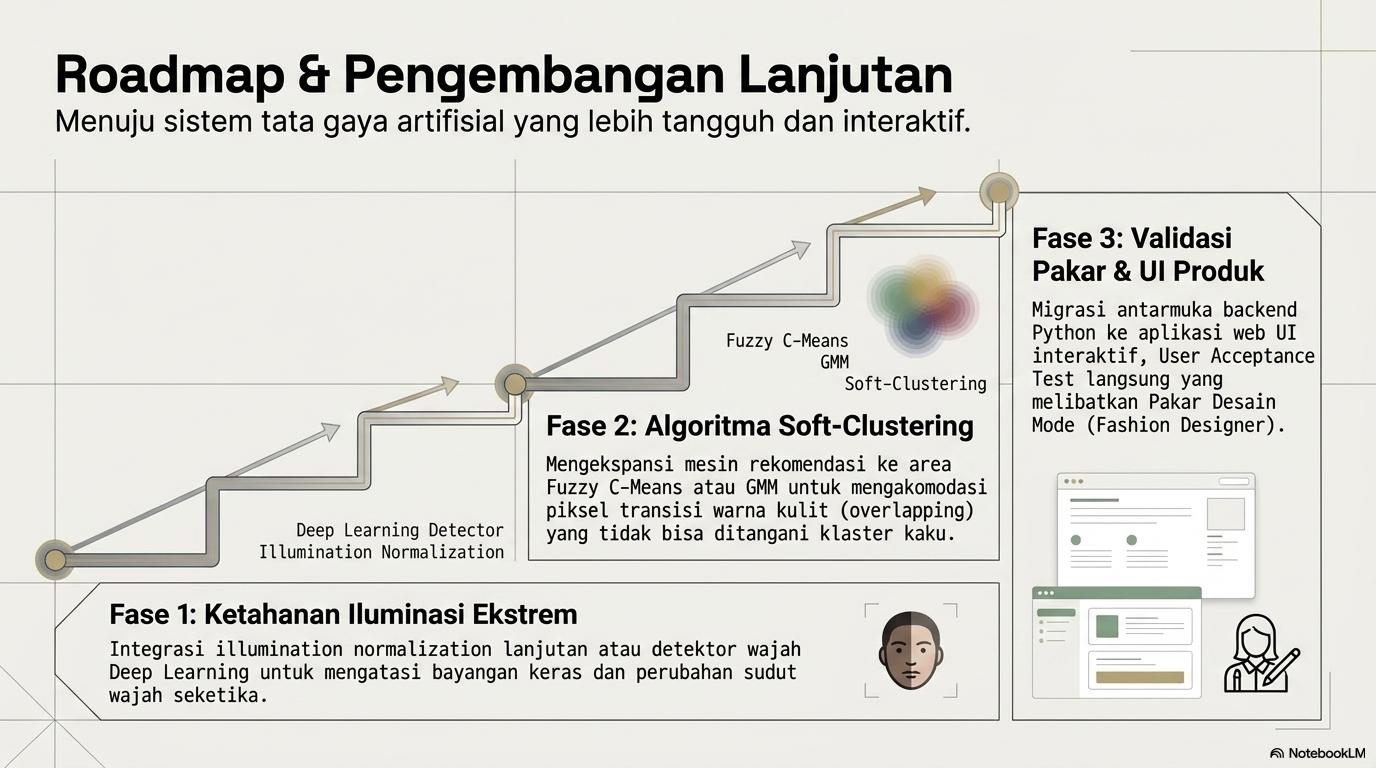 Roadmap & Pengembangan Lanjutan
Menuju sistem tata gaya artifisial yang lebih tangguh dan interaktif.
Deep Learning Detector
Illumination Normalization
Fase 1: Ketahanan Iluminasi Ekstrem
Integrasi illumination normalization lanjutan atau detektor wajah
Deep Learning untuk mengatasi bayangan keras dan perubahan sudut
wajah seketika.
Fuzzy C-Means
GMM
Soft-Clustering
Fase 2: Algoritma Soft-Clustering
Mengekspansi mesin rekomendasi ke area
Fuzzy C-Means atau GMM untuk mengakomodasi
piksel transisi warna kulit (overlapping)
yang tidak bisa ditangani klaster kaku.
Fase 3: Validasi
Pakar & UI Produk
Migrasi antarmuka backend
Python ke aplikasi web UI
interaktif, User Acceptance
Test langsung yang
melibatkan Pakar Desain
Mode (Fashion Designer).
NotebookLM